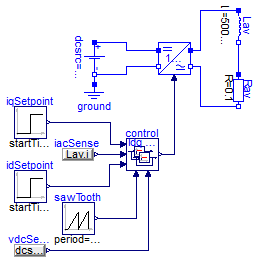 Lav
l=500...
dcsrc=...
1...
Rav
R=0.1
ground
iqSetpoint
startTi...
iacSense
Lav.i
control
Idq...
idSetpoint
startTi...
sawTooth
period=...
vdcSe...
dcs...